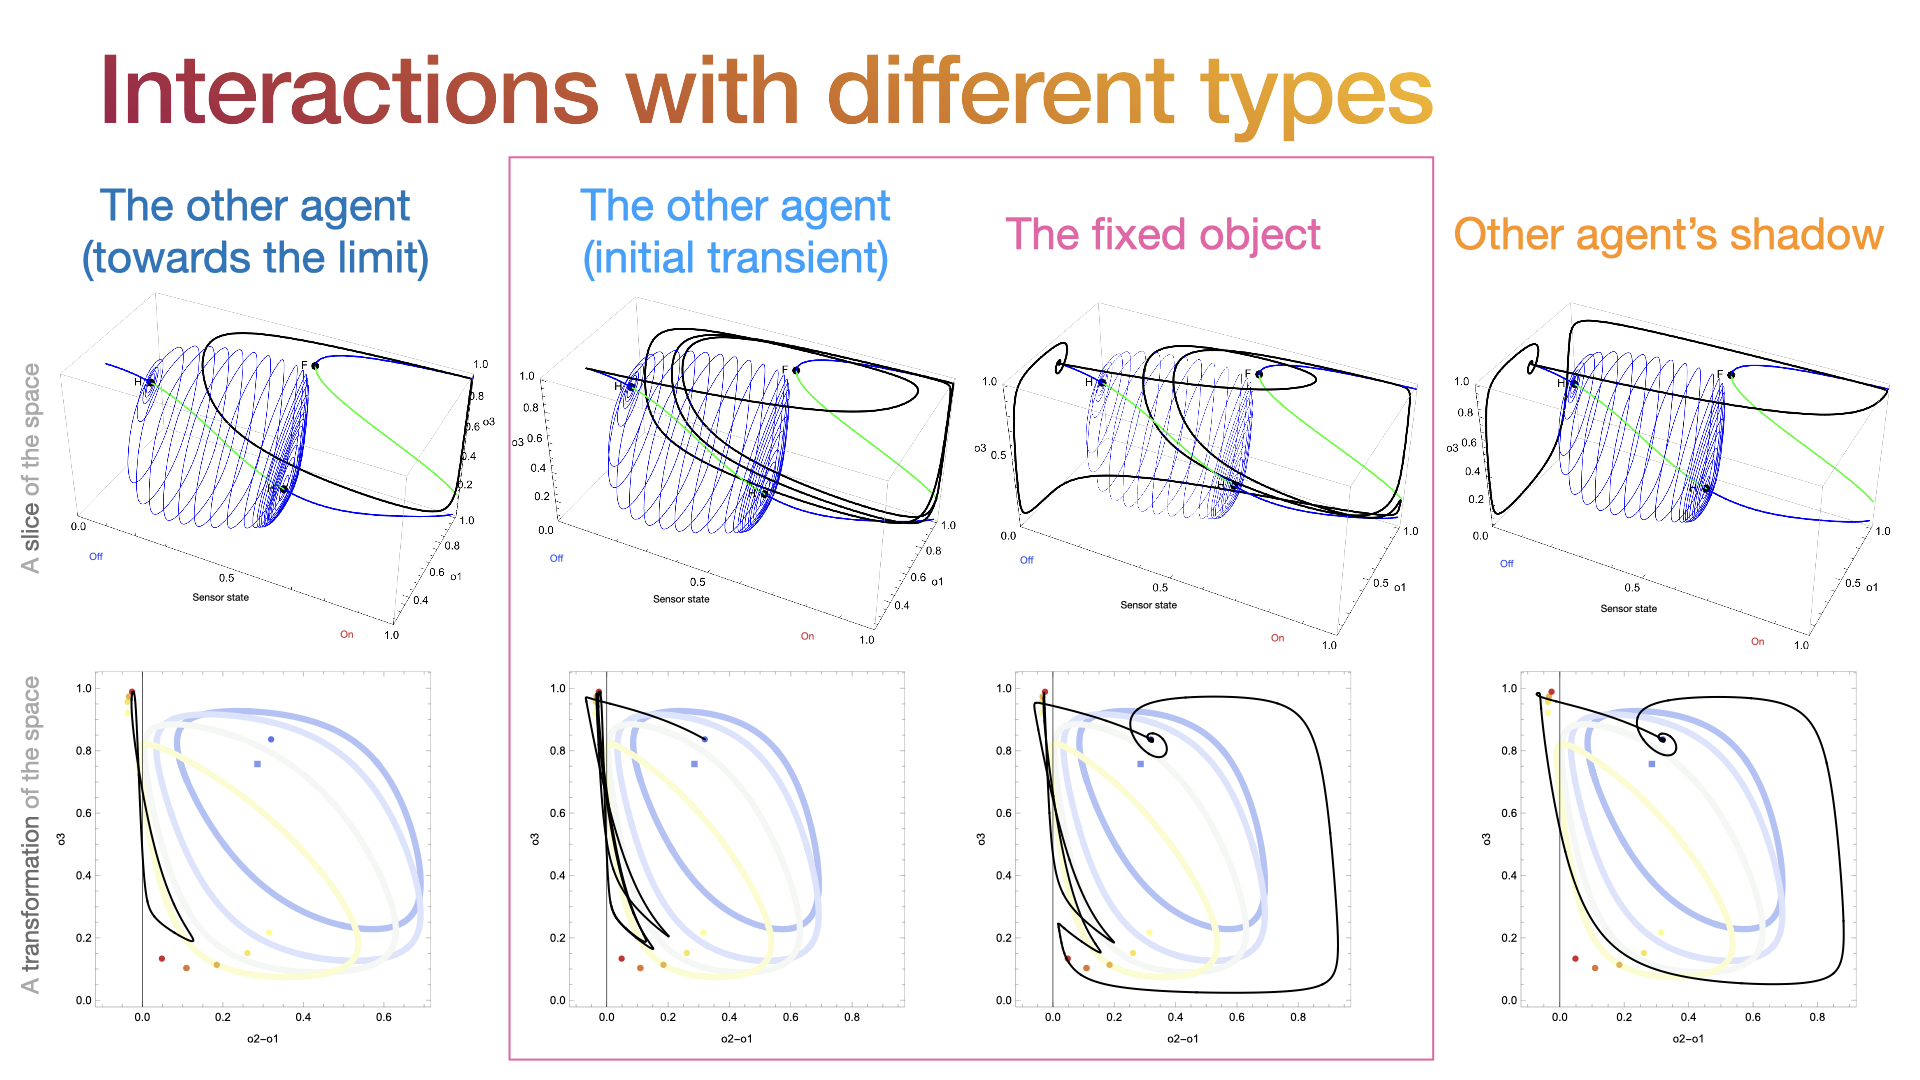 Interactions with different types
The other agent
(towards the limit)
The other agent
(initial transient)
The fixed object
Other agent's shadow
A slice of the space
H
F
H
1.0
0.8
0.6
o3
0.4
0.2
1.0
0.8
0.6
o1
0.4
0.0
Off
0.5
Sensor state
On
1.0
H
F
H
1.0
0.8
o3
0.6
0.4
0.2
0.0
Off
0.5
Sensor state
On
1.0
1.0
0.8
0.6
o1
0.4
H
F
H
1.0
o3
0.5
0.0
Off
0.5
Sensor state
On
1.0
1.0
0.5
o1
H
F
H
1.0
0.8
o3
0.6
0.4
0.2
0.0
Off
0.5
Sensor state
On
1.0
1.0
0.5
o1
A transformation of the space
1.0
0.8
0.6
o3
0.4
0.2
0.0
0.0 0.2 0.4 0.6
o2-o1
1.0
0.8
0.6
o3
0.4
0.2
0.0
0.0 0.2 0.4 0.6 0.8
o2-o1
1.0
0.8
0.6
o3
0.4
0.2
0.0
0.0 0.2 0.4 0.6 0.8
o2-o1
1.0
0.8
0.6
o3
0.4
0.2
0.0
0.0 0.2 0.4 0.6 0.8
o2-o1